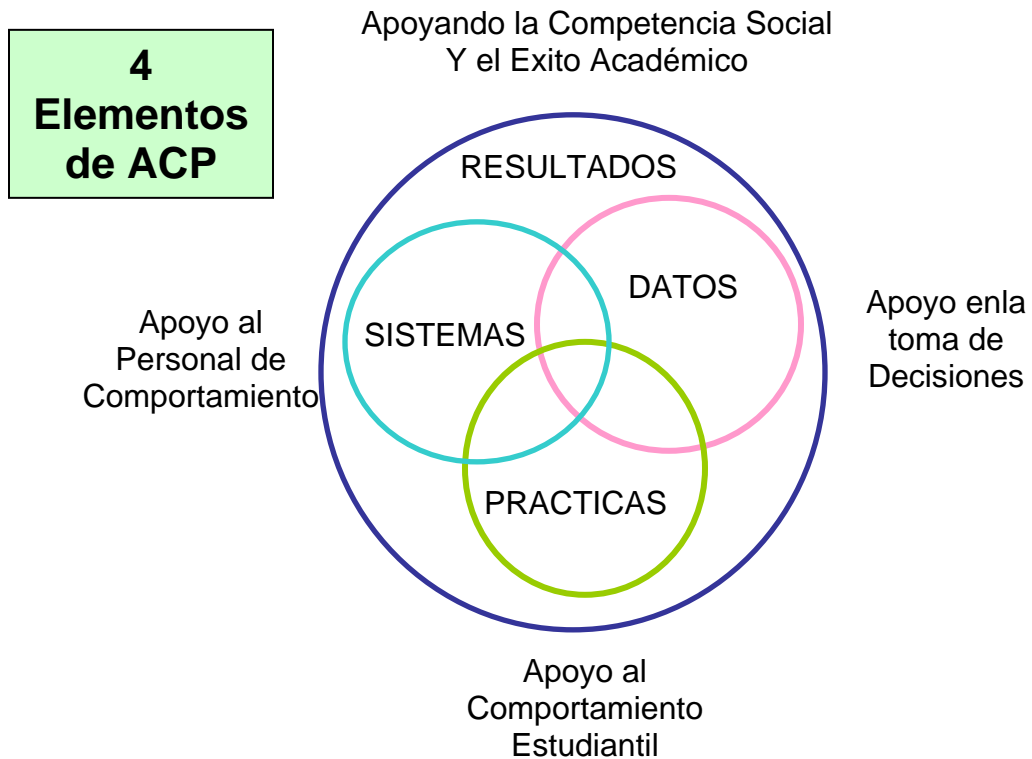 4
Elementos
de ACP
Apoyando la Competencia Social
Y el Exito Académico
RESULTADOS
DATOS
SISTEMAS
PRACTICAS
Apoyo al
Personal de
Comportamiento
Apoyo enla
toma de
Decisiones
Apoyo al
Comportamiento
Estudiantil